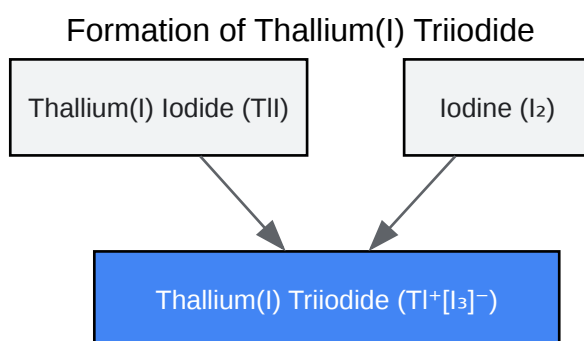 Formation of Thallium(I) Triiodide
Thallium(I) Iodide (TlI)
Iodine (I₂)
Thallium(I) Triiodide (Tl⁺[I₃]⁻)